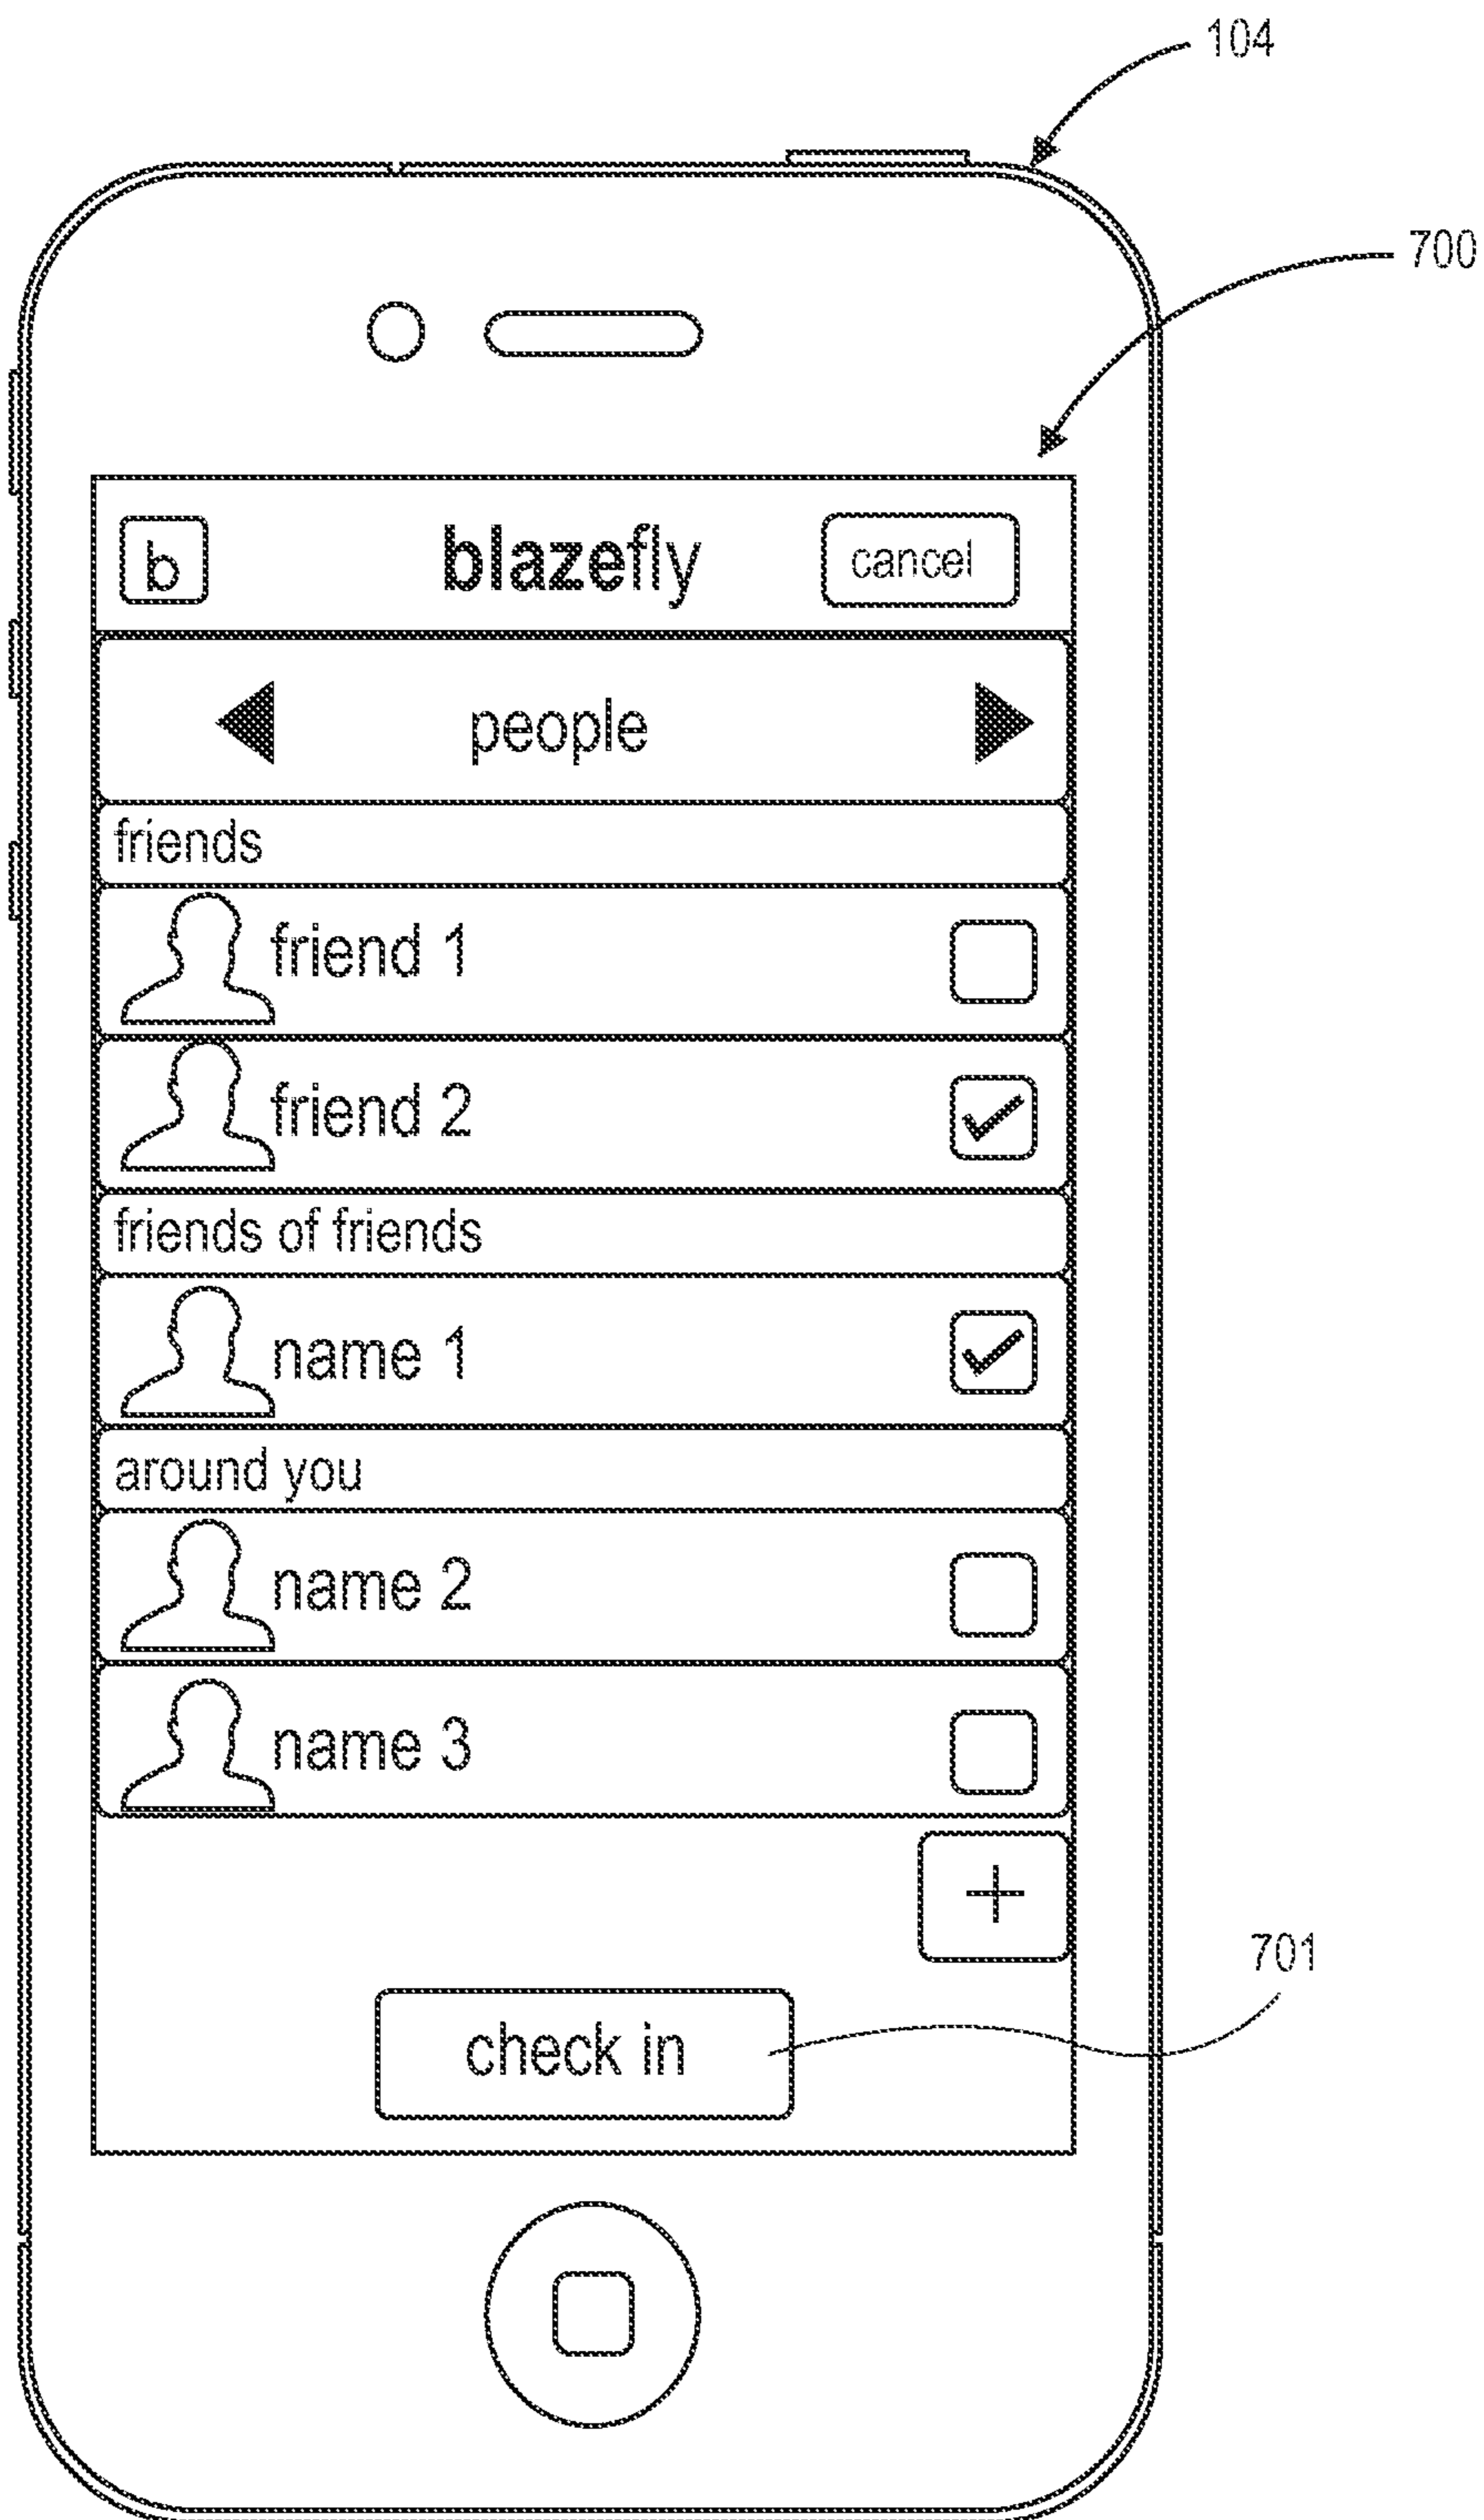 104
700
b blazefly cancel
people
friends
friend 1
friend 2
friends of friends
name 1
around you
name 2
name 3
+
701
check in